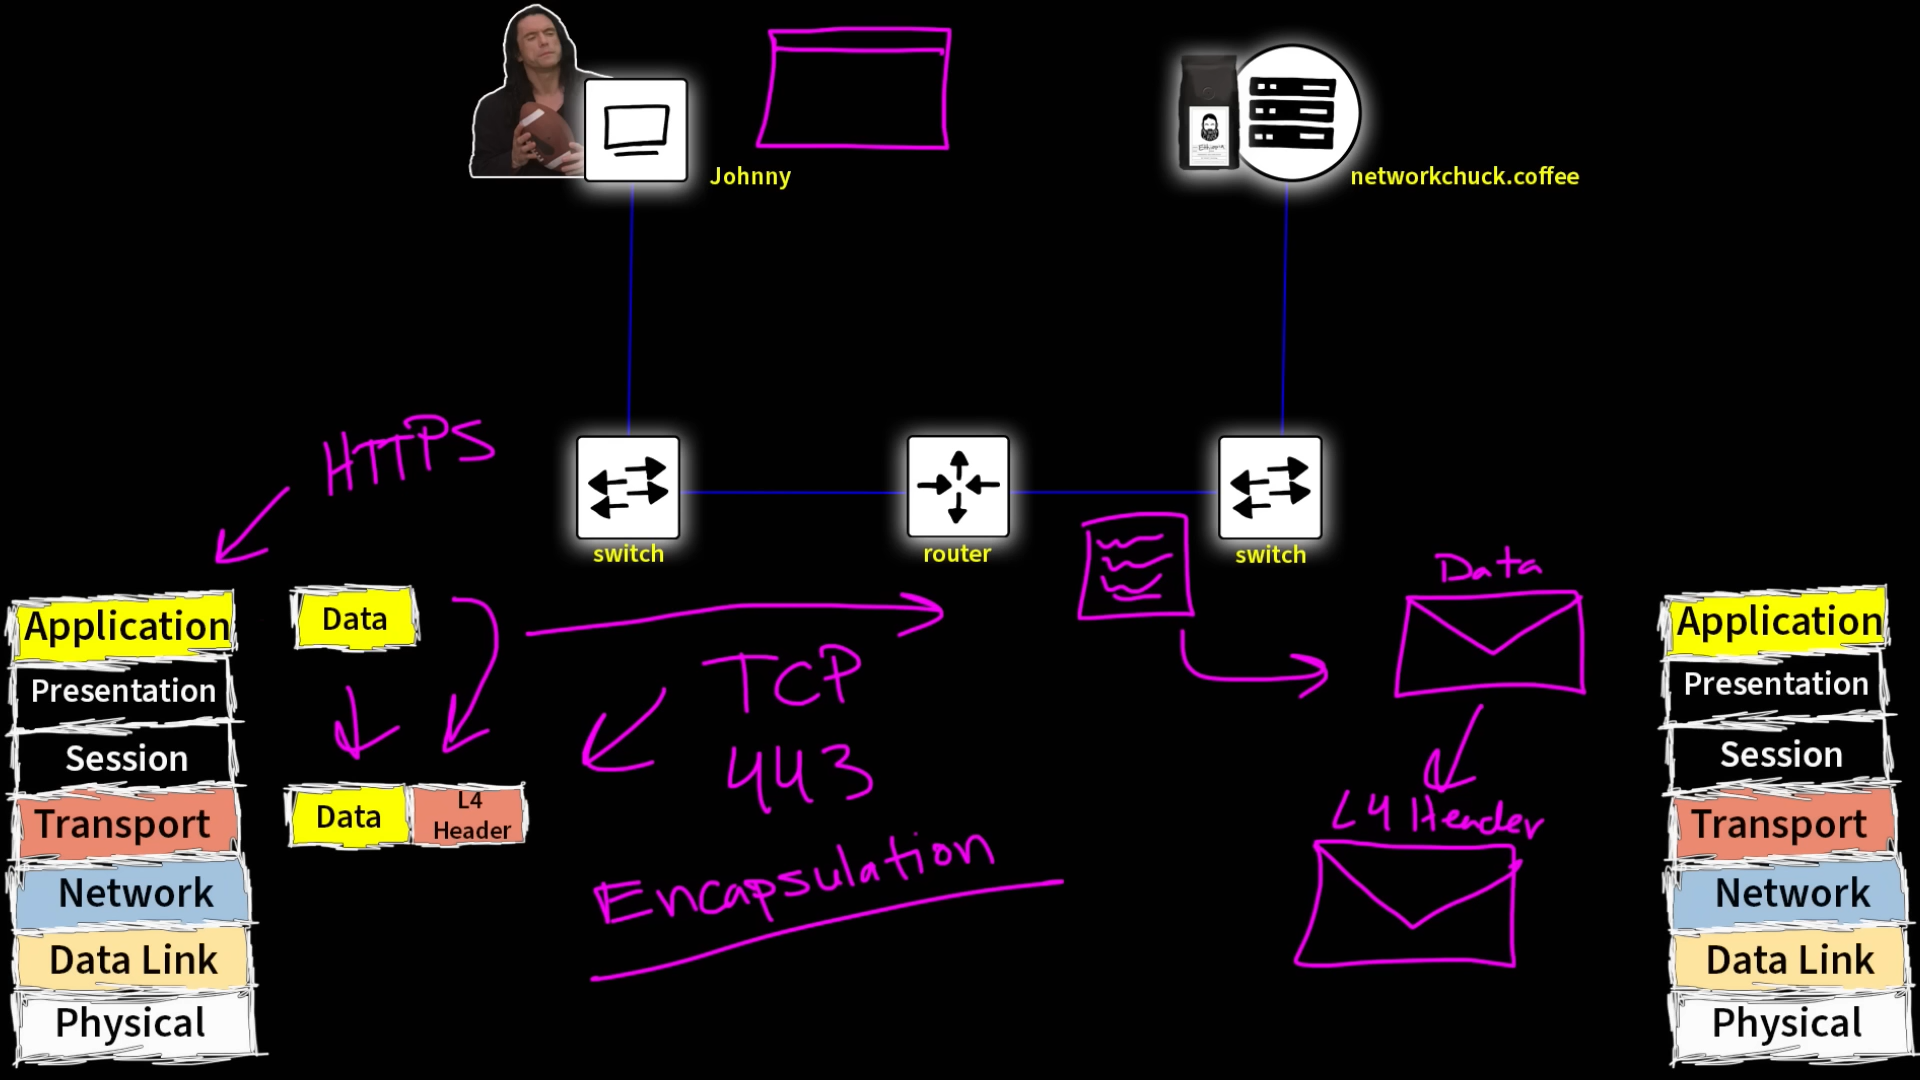 Johnny
networkchuck.coffee
HTTPS
switch
router
switch
Application
Presentation
Session
Transport
Network
Data Link
Physical
Data
Data
L4
Header
TCP
443
Encapsulation
Data
L4 Header
Application
Presentation
Session
Transport
Network
Data Link
Physical